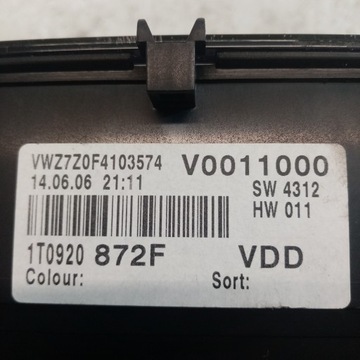 VWZ7Z0F4103574 V0011000
14.06.06 21:11 SW 4312
HW 011
1T0920 872F VDD
Colour: Sort: